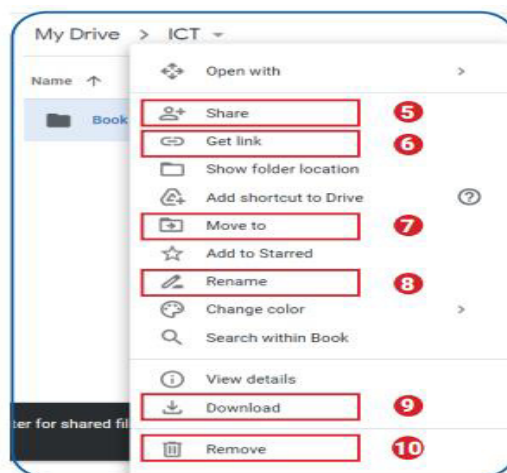 My Drive > ICT
Name ↑
Open with >
Book
Share 5
Get link 6
Show folder location
Add shortcut to Drive ?
Move to 7
Add to Starred
Rename 8
Change color >
Search within Book
View details
Download 9
ter for shared fil
Remove 10